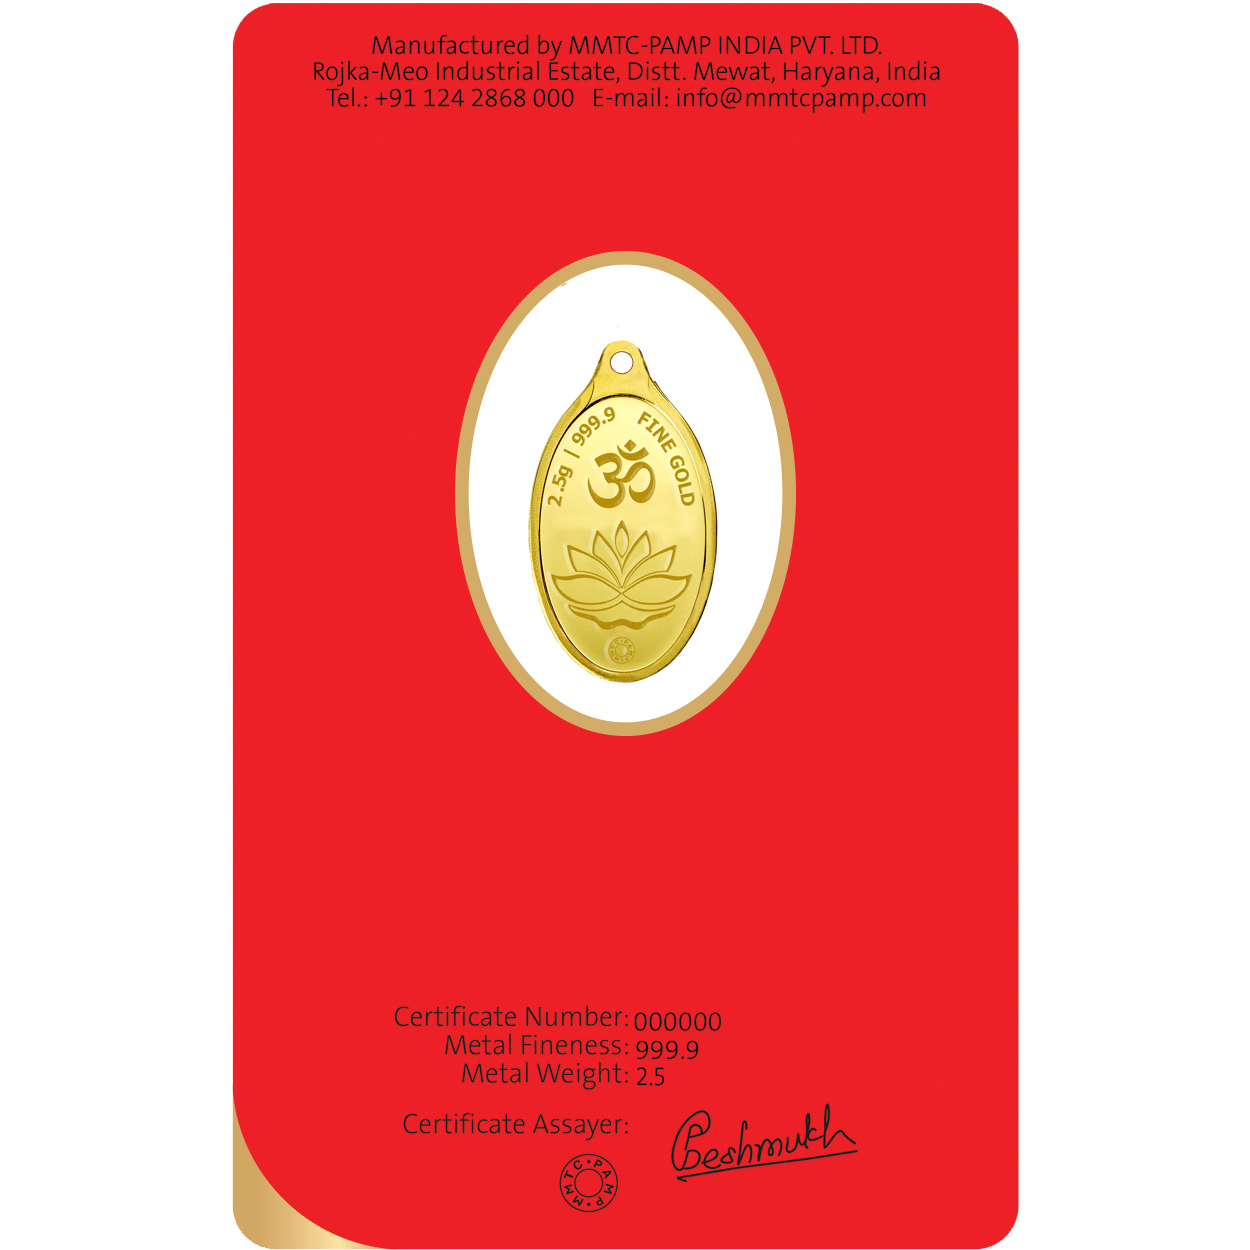 Manufactured by MMTC-PAMP INDIA PVT. LTD.
Rojka-Meo Industrial Estate, Distt. Mewat, Haryana, India
Tel.: +91 124 2868 000 E-mail: info@mmtcpamp.com
2.5g | 999.9 FINE GOLD
ॐ
MMTC·PAMP
Certificate Number: 000000
Metal Fineness: 999.9
Metal Weight: 2.5
Certificate Assayer: Deshmukh
MMTC·PAMP